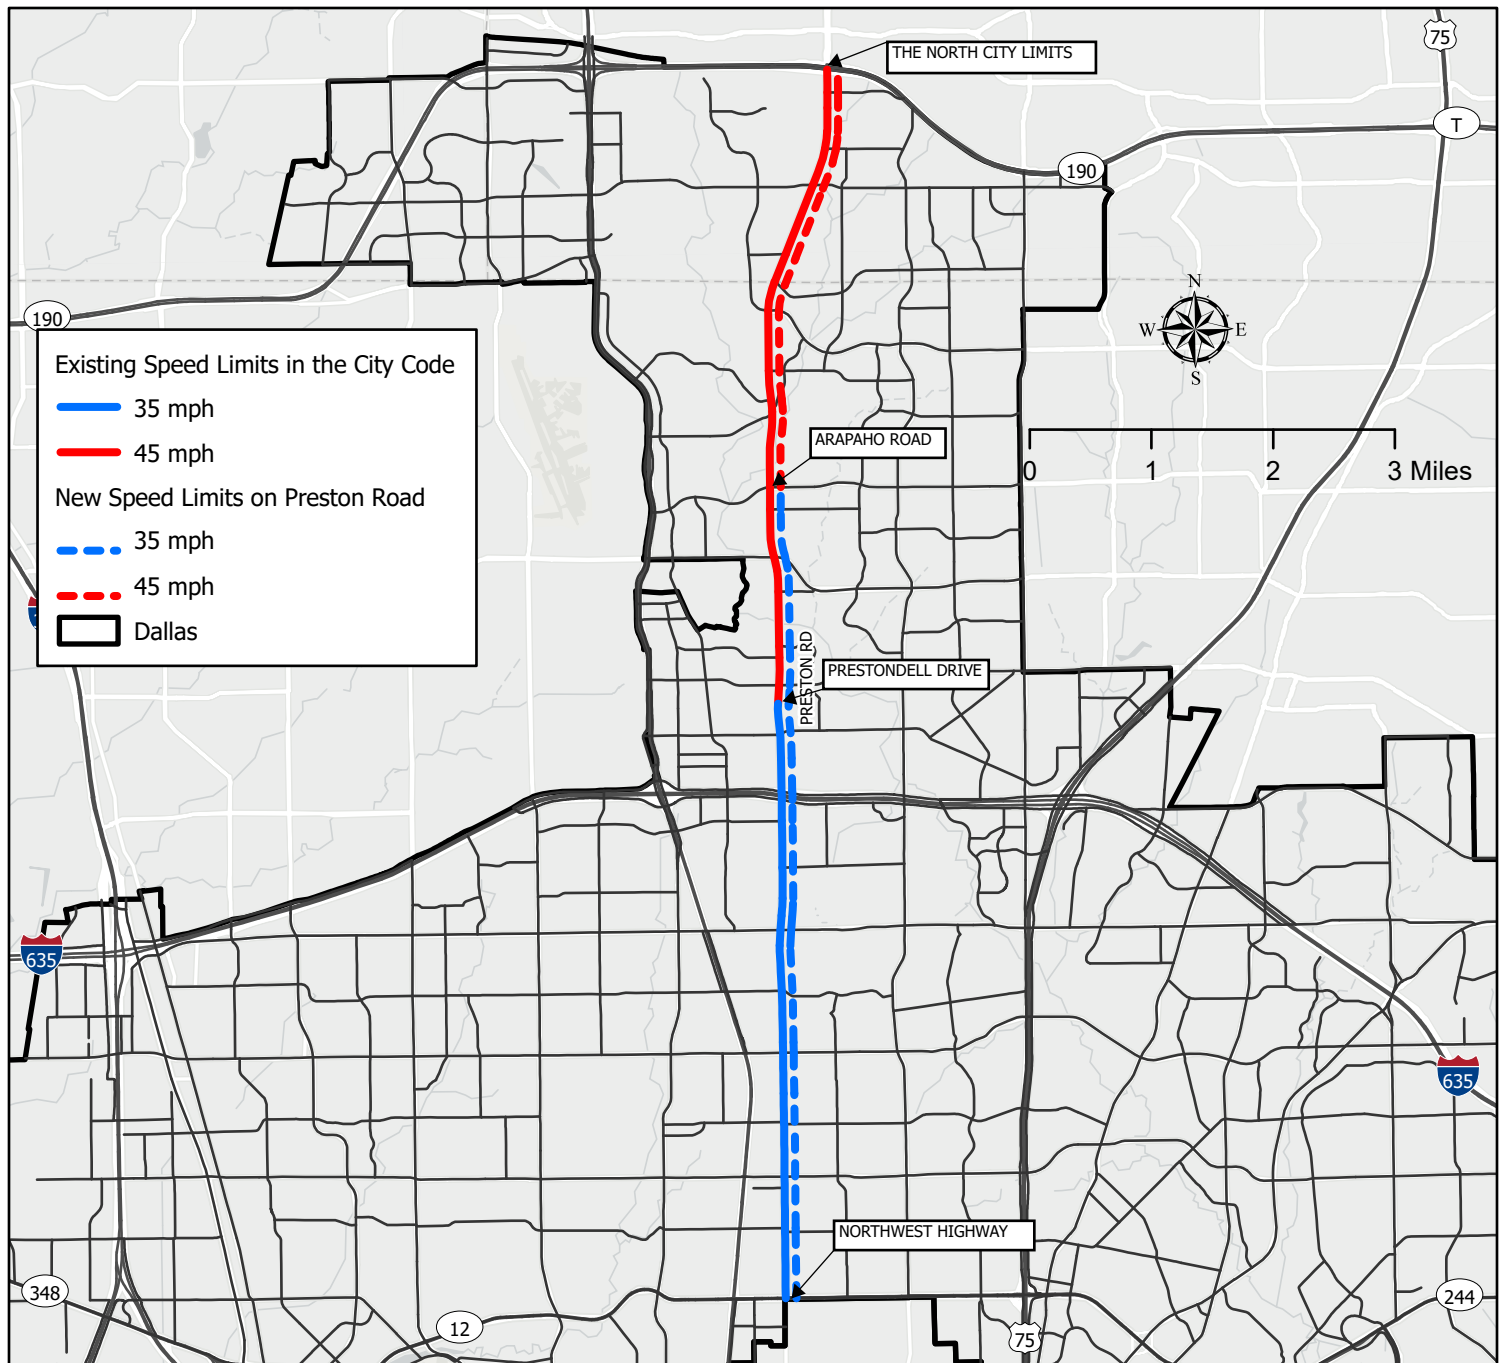 75
THE NORTH CITY LIMITS
T
190
N
190
W
E
S
Existing Speed Limits in the City Code
35 mph
45 mph
New Speed Limits on Preston Road
35 mph
45 mph
Dallas
ARAPAHO ROAD
0
1
2
3 Miles
PRESTON RD
PRESTONDELL DRIVE
635
635
NORTHWEST HIGHWAY
348
12
75
244